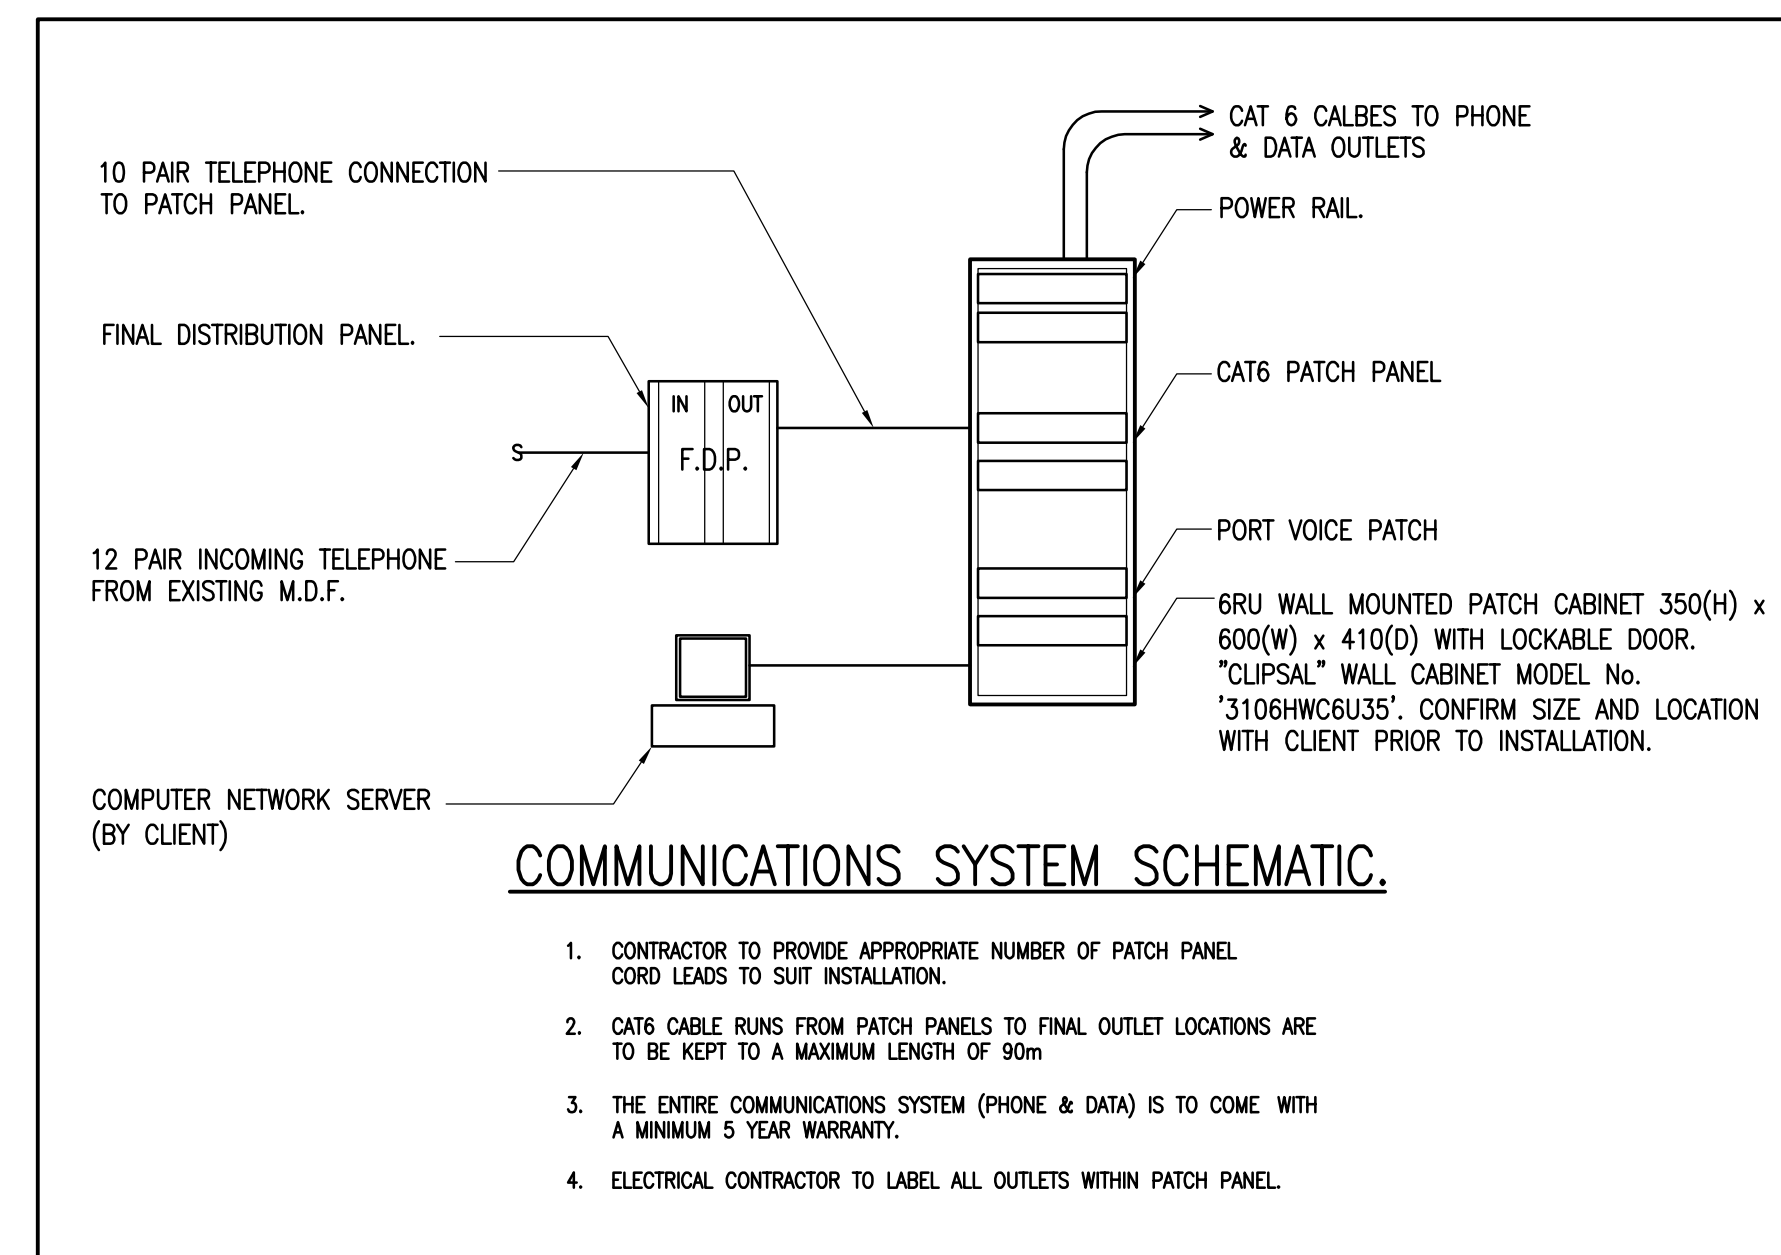 CAT 6 CALBES TO PHONE
& DATA OUTLETS
10 PAIR TELEPHONE CONNECTION
TO PATCH PANEL.
POWER RAIL.
FINAL DISTRIBUTION PANEL.
CAT6 PATCH PANEL
IN OUT
F.D.P.
S
12 PAIR INCOMING TELEPHONE
FROM EXISTING M.D.F.
PORT VOICE PATCH
6RU WALL MOUNTED PATCH CABINET 350(H) x
600(W) x 410(D) WITH LOCKABLE DOOR.
"CLIPSAL" WALL CABINET MODEL No.
'3106HWC6U35'. CONFIRM SIZE AND LOCATION
WITH CLIENT PRIOR TO INSTALLATION.
COMPUTER NETWORK SERVER
(BY CLIENT)
COMMUNICATIONS SYSTEM SCHEMATIC.
1. CONTRACTOR TO PROVIDE APPROPRIATE NUMBER OF PATCH PANEL
CORD LEADS TO SUIT INSTALLATION.
2. CAT6 CABLE RUNS FROM PATCH PANELS TO FINAL OUTLET LOCATIONS ARE
TO BE KEPT TO A MAXIMUM LENGTH OF 90m
3. THE ENTIRE COMMUNICATIONS SYSTEM (PHONE & DATA) IS TO COME WITH
A MINIMUM 5 YEAR WARRANTY.
4. ELECTRICAL CONTRACTOR TO LABEL ALL OUTLETS WITHIN PATCH PANEL.